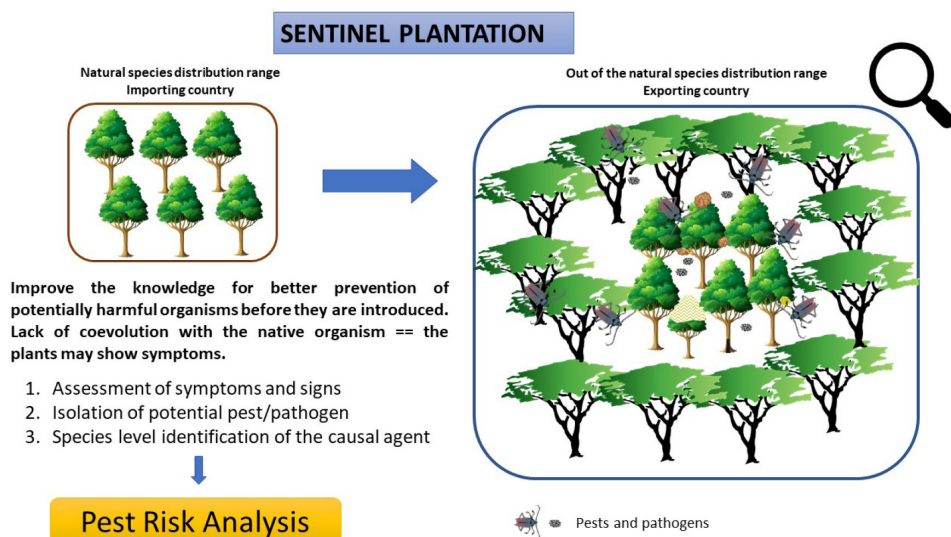 SENTINEL PLANTATION
Natural species distribution range
Importing country
Out of the natural species distribution range
Exporting country
Improve the knowledge for better prevention of
potentially harmful organisms before they are introduced.
Lack of coevolution with the native organism == the
plants may show symptoms.
1. Assessment of symptoms and signs
2. Isolation of potential pest/pathogen
3. Species level identification of the causal agent
Pest Risk Analysis
Pests and pathogens